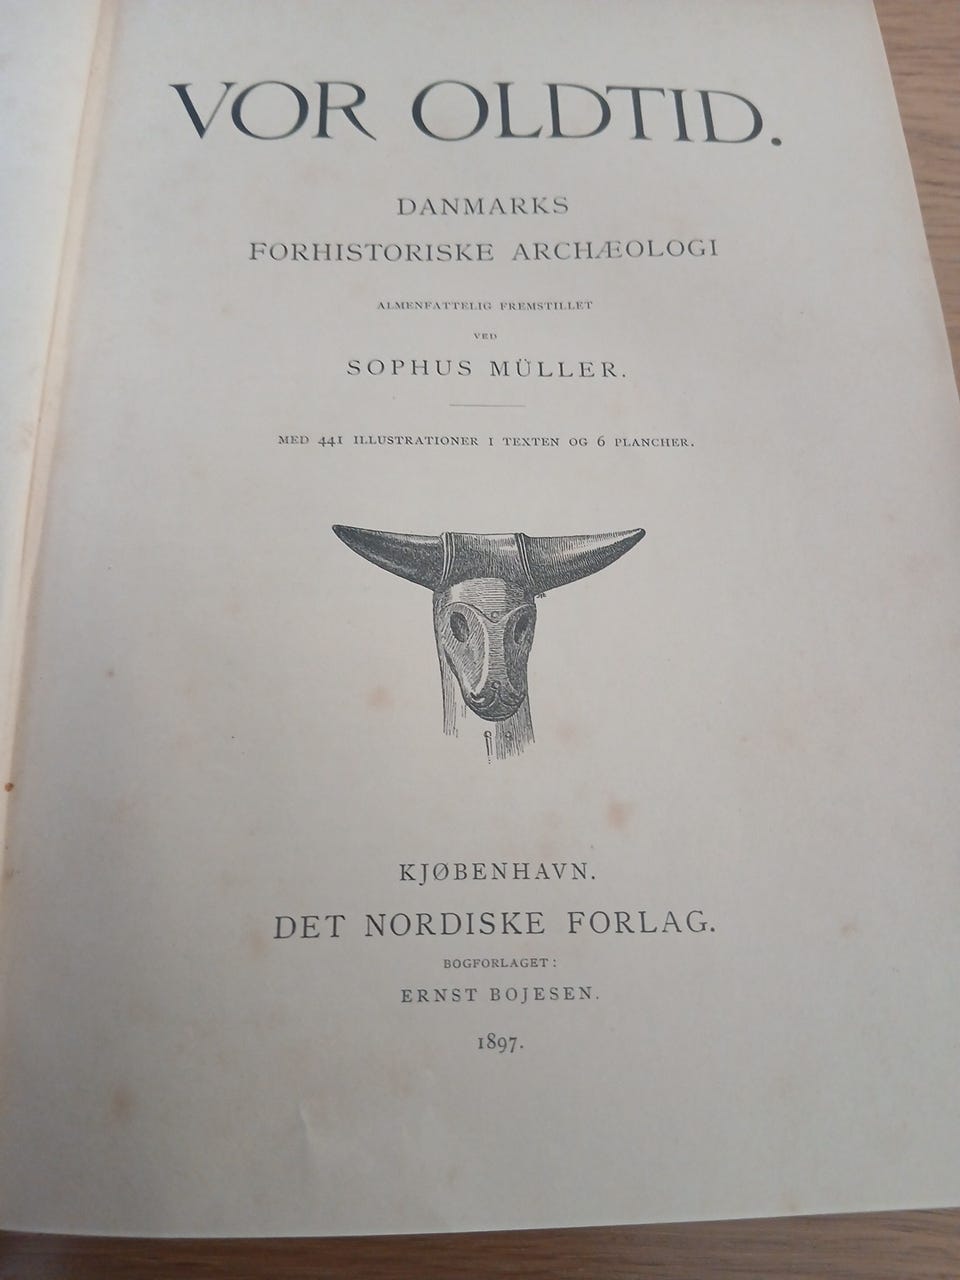 VOR OLDTID.
DANMARKS
FORHISTORISKE ARCHÆOLOGI
ALMENFATTELIG FREMSTILLET
VED
SOPHUS MÜLLER.
MED 441 ILLUSTRATIONER I TEXTEN OG 6 PLANCHER.
KJØBENHAVN.
DET NORDISKE FORLAG.
BOGFORLAGET:
ERNST BOJESEN.
1897.